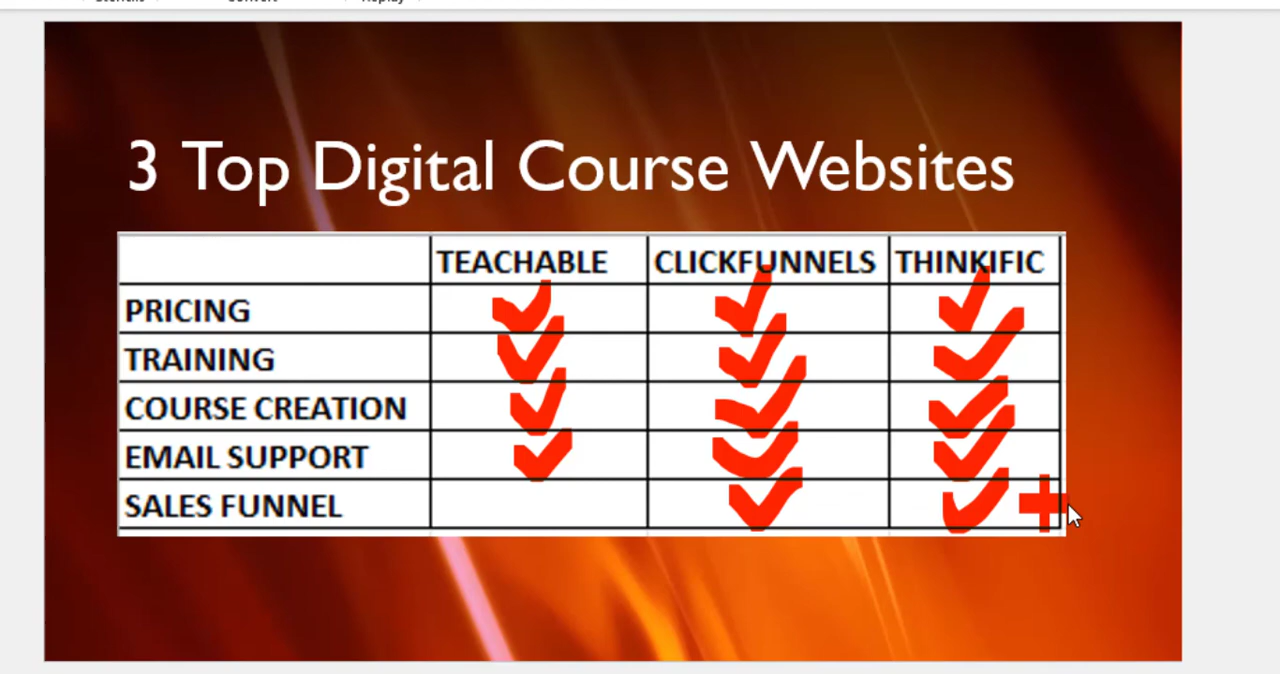 3 Top Digital Course Websites
TEACHABLE CLICKFUNNELS THINKIFIC
PRICING
TRAINING
COURSE CREATION
EMAIL SUPPORT
SALES FUNNEL